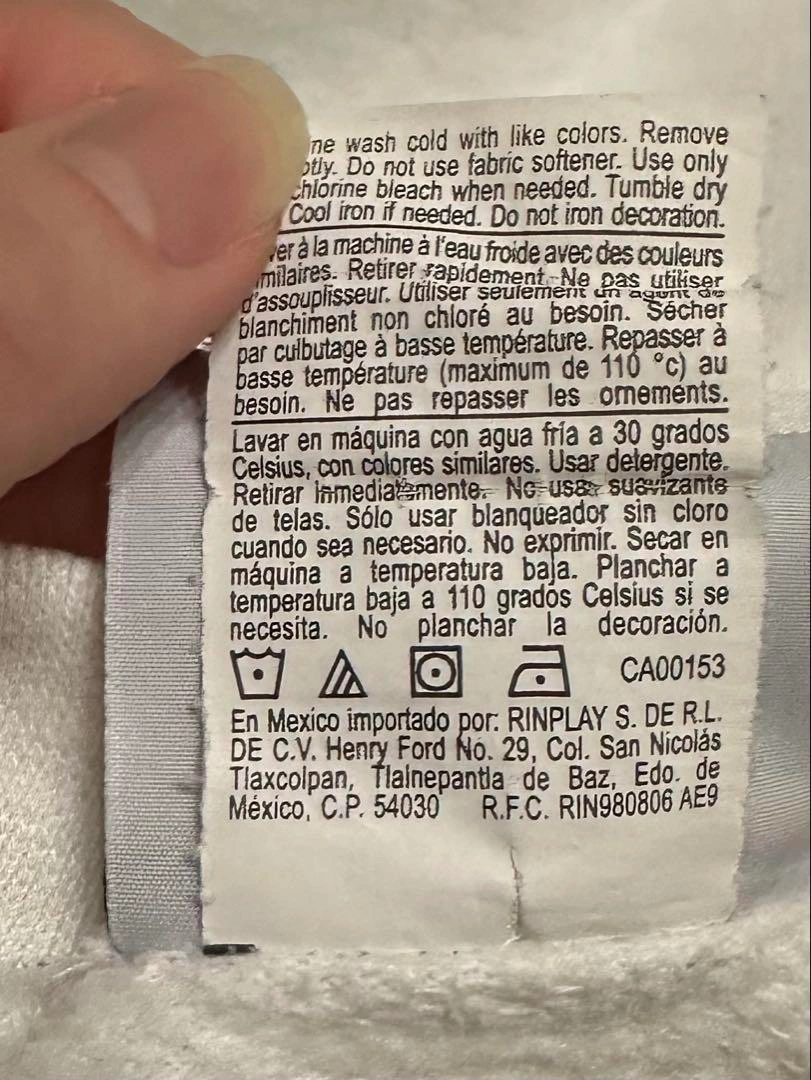 ne wash cold with like colors. Remove
ptly. Do not use fabric softener. Use only
chlorine bleach when needed. Tumble dry
Cool iron if needed. Do not iron decoration.
ver à la machine à l'eau froide avec des couleurs
milaires. Retirer rapidement. Ne pas utiliser
d'assouplisseur. Utiliser seulement un agent de
blanchiment non chloré au besoin. Sécher
par culbutage à basse température. Repasser à
basse température (maximum de 110 °c) au
besoin. Ne pas repasser les ornements.
Lavar en máquina con agua fría a 30 grados
Celsius, con colores similares. Usar detergente.
Retirar inmediatamente. No usar suavizante
de telas. Sólo usar blanqueador sin cloro
cuando sea necesario. No exprimir. Secar en
máquina a temperatura baja. Planchar a
temperatura baja a 110 grados Celsius si se
necesita. No planchar la decoración.
CA00153
En Mexico importado por: RINPLAY S. DE R.L.
DE C.V. Henry Ford No. 29, Col. San Nicolás
Tlaxcolpan, Tlalnepantla de Baz, Edo. de
México, C.P. 54030 R.F.C. RIN980806 AE9